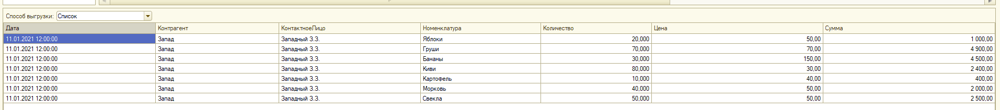 Способ выгрузки: Список
Дата Контрагент КонтактноеЛицо Номенклатура Количество Цена Сумма
11.01.2021 12:00:00 Запад Западный З.З. Яблоки 20,000 50,00 1 000,00
11.01.2021 12:00:00 Запад Западный З.З. Груши 70,000 70,00 4 900,00
11.01.2021 12:00:00 Запад Западный З.З. Бананы 30,000 150,00 4 500,00
11.01.2021 12:00:00 Запад Западный З.З. Киви 80,000 30,00 2 400,00
11.01.2021 12:00:00 Запад Западный З.З. Картофель 10,000 40,00 400,00
11.01.2021 12:00:00 Запад Западный З.З. Морковь 40,000 50,00 2 000,00
11.01.2021 12:00:00 Запад Западный З.З. Свекла 50,000 50,00 2 500,00